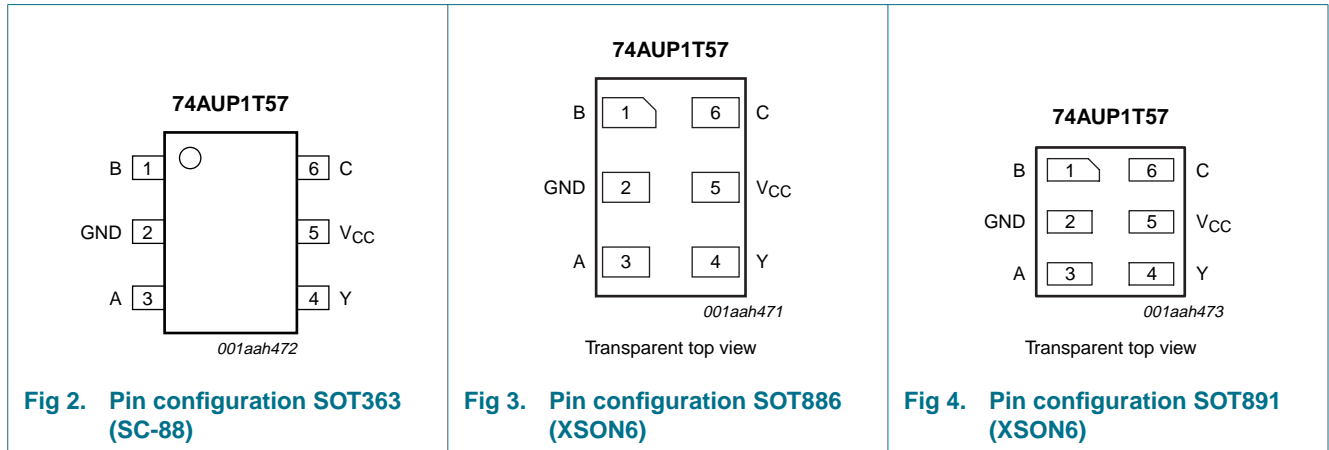 74AUP1T57
B 1 6 C
GND 2 5 VCC
A 3 4 Y
001aah472
Fig 2. Pin configuration SOT363
(SC-88)
74AUP1T57
B 1 6 C
GND 2 5 VCC
A 3 4 Y
001aah471
Transparent top view
Fig 3. Pin configuration SOT886
(XSON6)
74AUP1T57
B 1 6 C
GND 2 5 VCC
A 3 4 Y
001aah473
Transparent top view
Fig 4. Pin configuration SOT891
(XSON6)